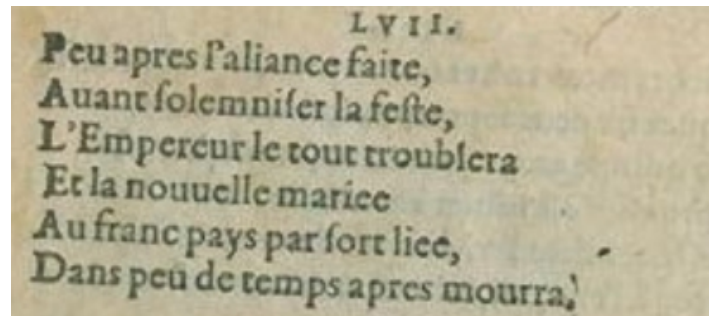 LVII.
Peu apres l'aliance faite,
Auant ſolemniſer la feſte,
L'Empereur le tout troublera
Et la nouuelle mariee
Au franc pays par ſort liee,
Dans peu de temps apres mourra.